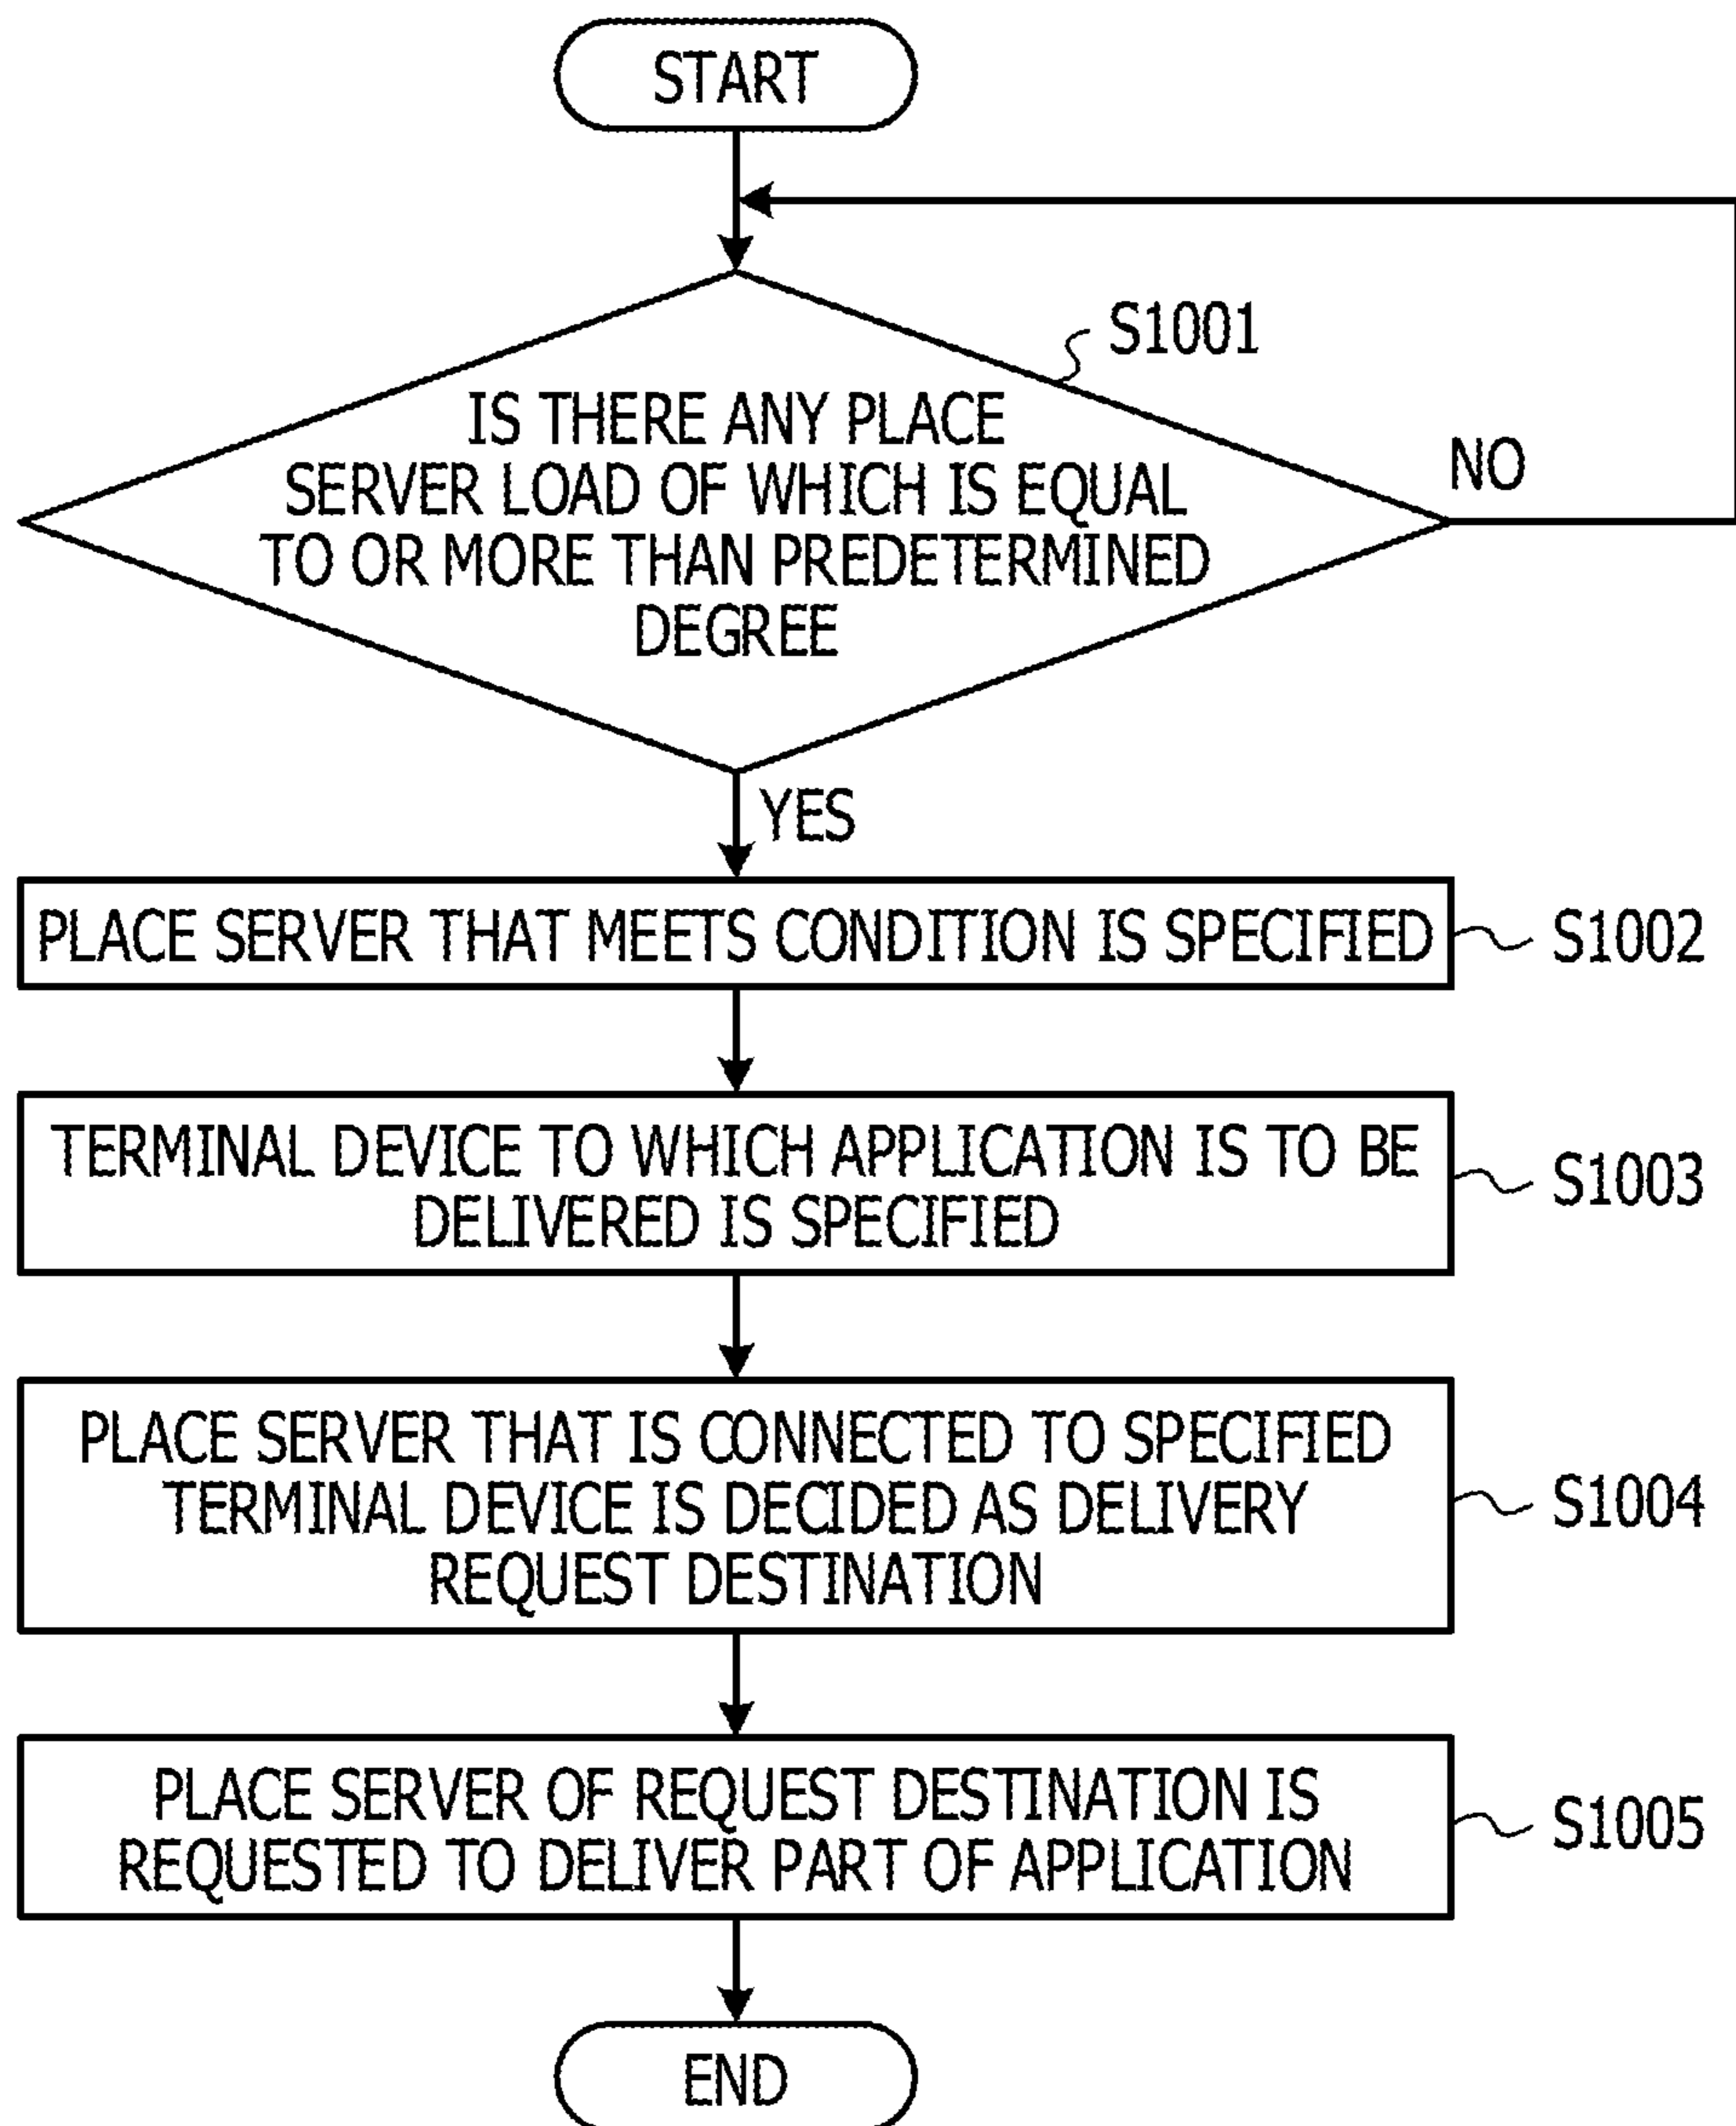 START
S1001
IS THERE ANY PLACE
SERVER LOAD OF WHICH IS EQUAL
TO OR MORE THAN PREDETERMINED
DEGREE
NO
YES
PLACE SERVER THAT MEETS CONDITION IS SPECIFIED
S1002
TERMINAL DEVICE TO WHICH APPLICATION IS TO BE
DELIVERED IS SPECIFIED
S1003
PLACE SERVER THAT IS CONNECTED TO SPECIFIED
TERMINAL DEVICE IS DECIDED AS DELIVERY
REQUEST DESTINATION
S1004
PLACE SERVER OF REQUEST DESTINATION IS
REQUESTED TO DELIVER PART OF APPLICATION
S1005
END